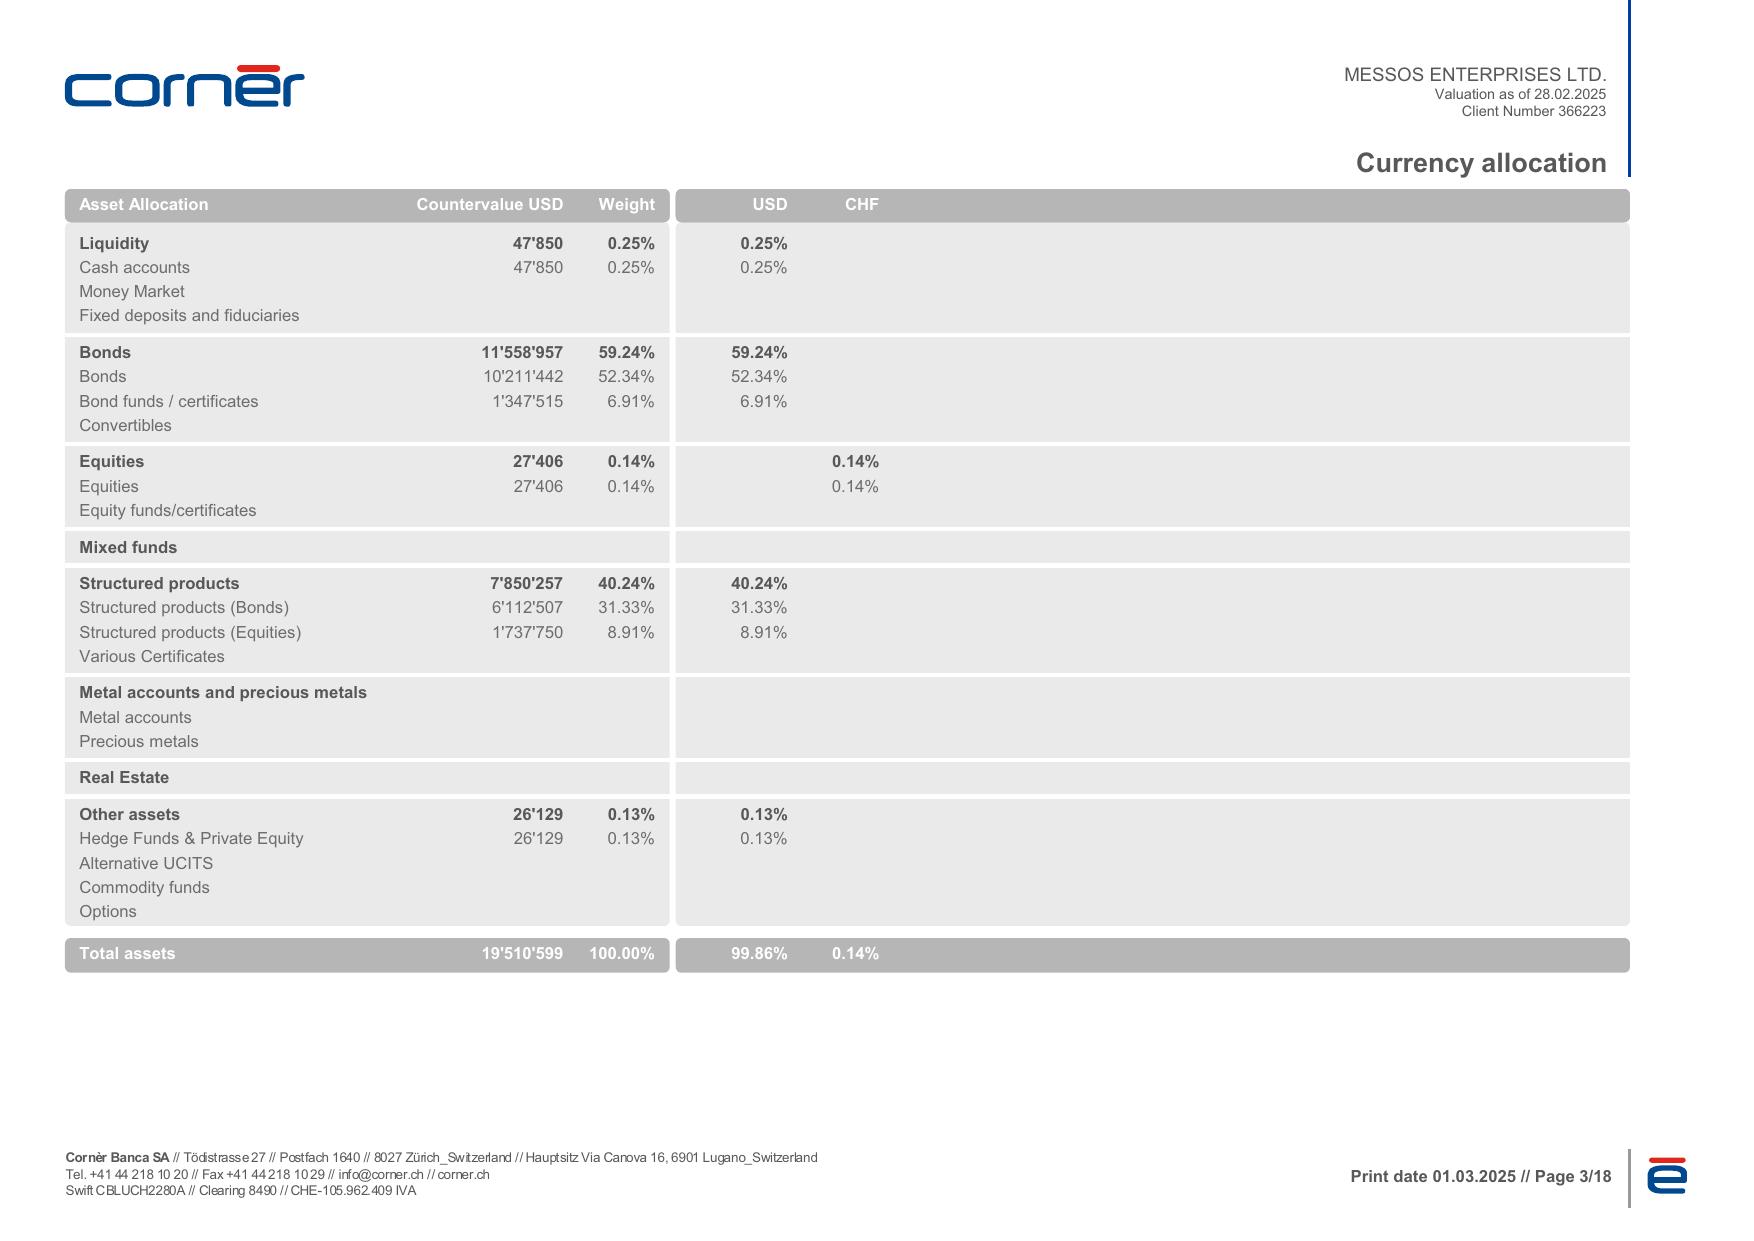 cornēr
MESSOS ENTERPRISES LTD.
Valuation as of 28.02.2025
Client Number 366223
Currency allocation
Asset Allocation Countervalue USD Weight USD CHF
Liquidity 47'850 0.25% 0.25%
Cash accounts 47'850 0.25% 0.25%
Money Market
Fixed deposits and fiduciaries
Bonds 11'558'957 59.24% 59.24%
Bonds 10'211'442 52.34% 52.34%
Bond funds / certificates 1'347'515 6.91% 6.91%
Convertibles
Equities 27'406 0.14% 0.14%
Equities 27'406 0.14% 0.14%
Equity funds/certificates
Mixed funds
Structured products 7'850'257 40.24% 40.24%
Structured products (Bonds) 6'112'507 31.33% 31.33%
Structured products (Equities) 1'737'750 8.91% 8.91%
Various Certificates
Metal accounts and precious metals
Metal accounts
Precious metals
Real Estate
Other assets 26'129 0.13% 0.13%
Hedge Funds & Private Equity 26'129 0.13% 0.13%
Alternative UCITS
Commodity funds
Options
Total assets 19'510'599 100.00% 99.86% 0.14%
Cornèr Banca SA // Tödistrasse 27 // Postfach 1640 // 8027 Zürich_Switzerland // Hauptsitz Via Canova 16, 6901 Lugano_Switzerland
Tel. +41 44 218 10 20 // Fax +41 44 218 10 29 // info@corner.ch // corner.ch
Swift CBLUCH2280A // Clearing 8490 // CHE-105.962.409 IVA
Print date 01.03.2025 // Page 3/18
ē